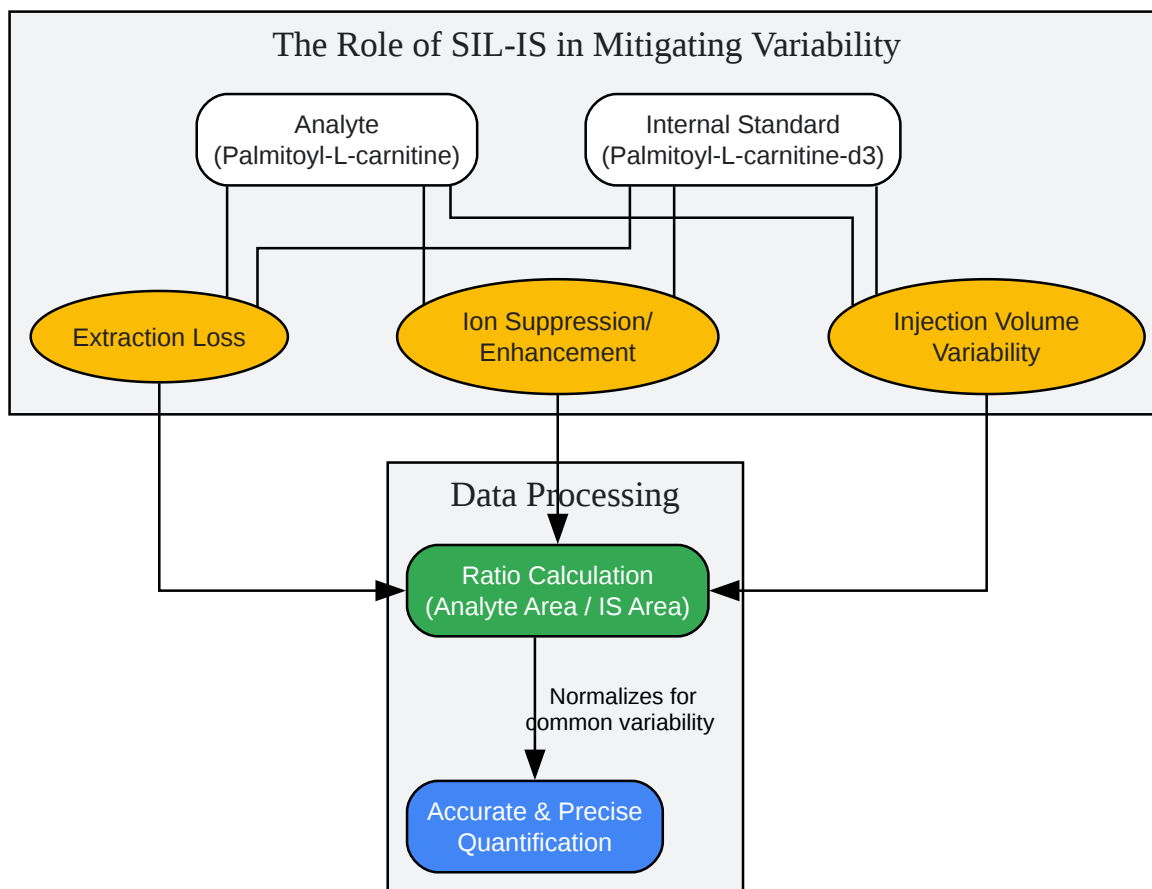 The Role of SIL-IS in Mitigating Variability
Analyte
(Palmitoyl-L-carnitine)
Internal Standard
(Palmitoyl-L-carnitine-d3)
Extraction Loss
Ion Suppression/
Enhancement
Injection Volume
Variability
Data Processing
Ratio Calculation
(Analyte Area / IS Area)
Normalizes for
common variability
Accurate & Precise
Quantification